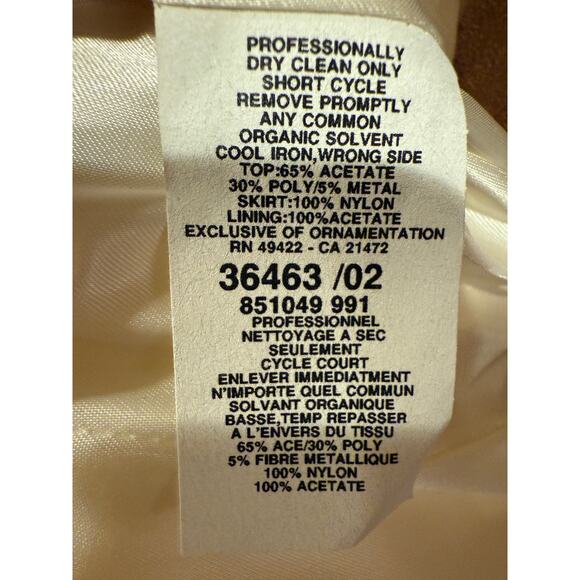 PROFESSIONALLY
DRY CLEAN ONLY
SHORT CYCLE
REMOVE PROMPTLY
ANY COMMON
ORGANIC SOLVENT
COOL IRON,WRONG SIDE
TOP:65% ACETATE
30% POLY/5% METAL
SKIRT:100% NYLON
LINING:100%ACETATE
EXCLUSIVE OF ORNAMENTATION
RN 49422 - CA 21472
36463 /02
851049 991
PROFESSIONNEL
NETTOYAGE A SEC
SEULEMENT
CYCLE COURT
ENLEVER IMMEDIATMENT
N'IMPORTE QUEL COMMUN
SOLVANT ORGANIQUE
BASSE,TEMP REPASSER
A L'ENVERS DU TISSU
65% ACE/30% POLY
5% FIBRE METALLIQUE
100% NYLON
100% ACETATE